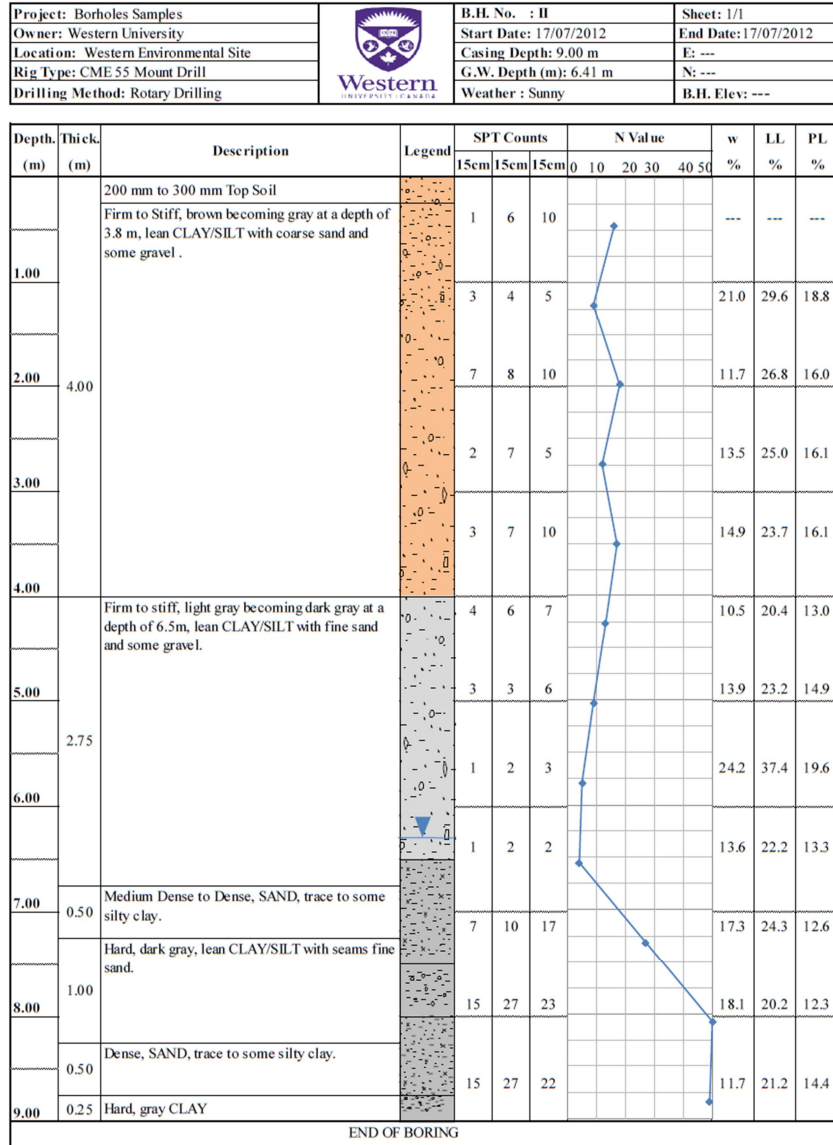 Project: Borholes Samples
Owner: Western University
Location: Western Environmental Site
Rig Type: CME 55 Mount Drill
Drilling Method: Rotary Drilling
Western
UNIVERSITY · CANADA
B.H. No. : II
Start Date: 17/07/2012
Casing Depth: 9.00 m
G.W. Depth (m): 6.41 m
Weather : Sunny
Sheet: 1/1
End Date:17/07/2012
E: ---
N: ---
B.H. Elev: ---
Depth. Thick. Description Legend SPT Counts N Value w LL PL
(m) (m) 15cm 15cm 15cm 0 10 20 30 40 50 % % %
200 mm to 300 mm Top Soil
Firm to Stiff, brown becoming gray at a depth of 1 6 10 --- --- ---
3.8 m, lean CLAY/SILT with coarse sand and
some gravel .
1.00
3 4 5 21.0 29.6 18.8
7 8 10 11.7 26.8 16.0
2.00 4.00
2 7 5 13.5 25.0 16.1
3.00
3 7 10 14.9 23.7 16.1
4.00
Firm to stiff, light gray becoming dark gray at a 4 6 7 10.5 20.4 13.0
depth of 6.5m, lean CLAY/SILT with fine sand
and some gravel.
5.00 3 3 6 13.9 23.2 14.9
2.75
1 2 3 24.2 37.4 19.6
6.00
1 2 2 13.6 22.2 13.3
7.00 0.50 Medium Dense to Dense, SAND, trace to some
silty clay.
7 10 17 17.3 24.3 12.6
Hard, dark gray, lean CLAY/SILT with seams fine
sand.
1.00
8.00 15 27 23 18.1 20.2 12.3
Dense, SAND, trace to some silty clay.
0.50 15 27 22 11.7 21.2 14.4
9.00 0.25 Hard, gray CLAY
END OF BORING